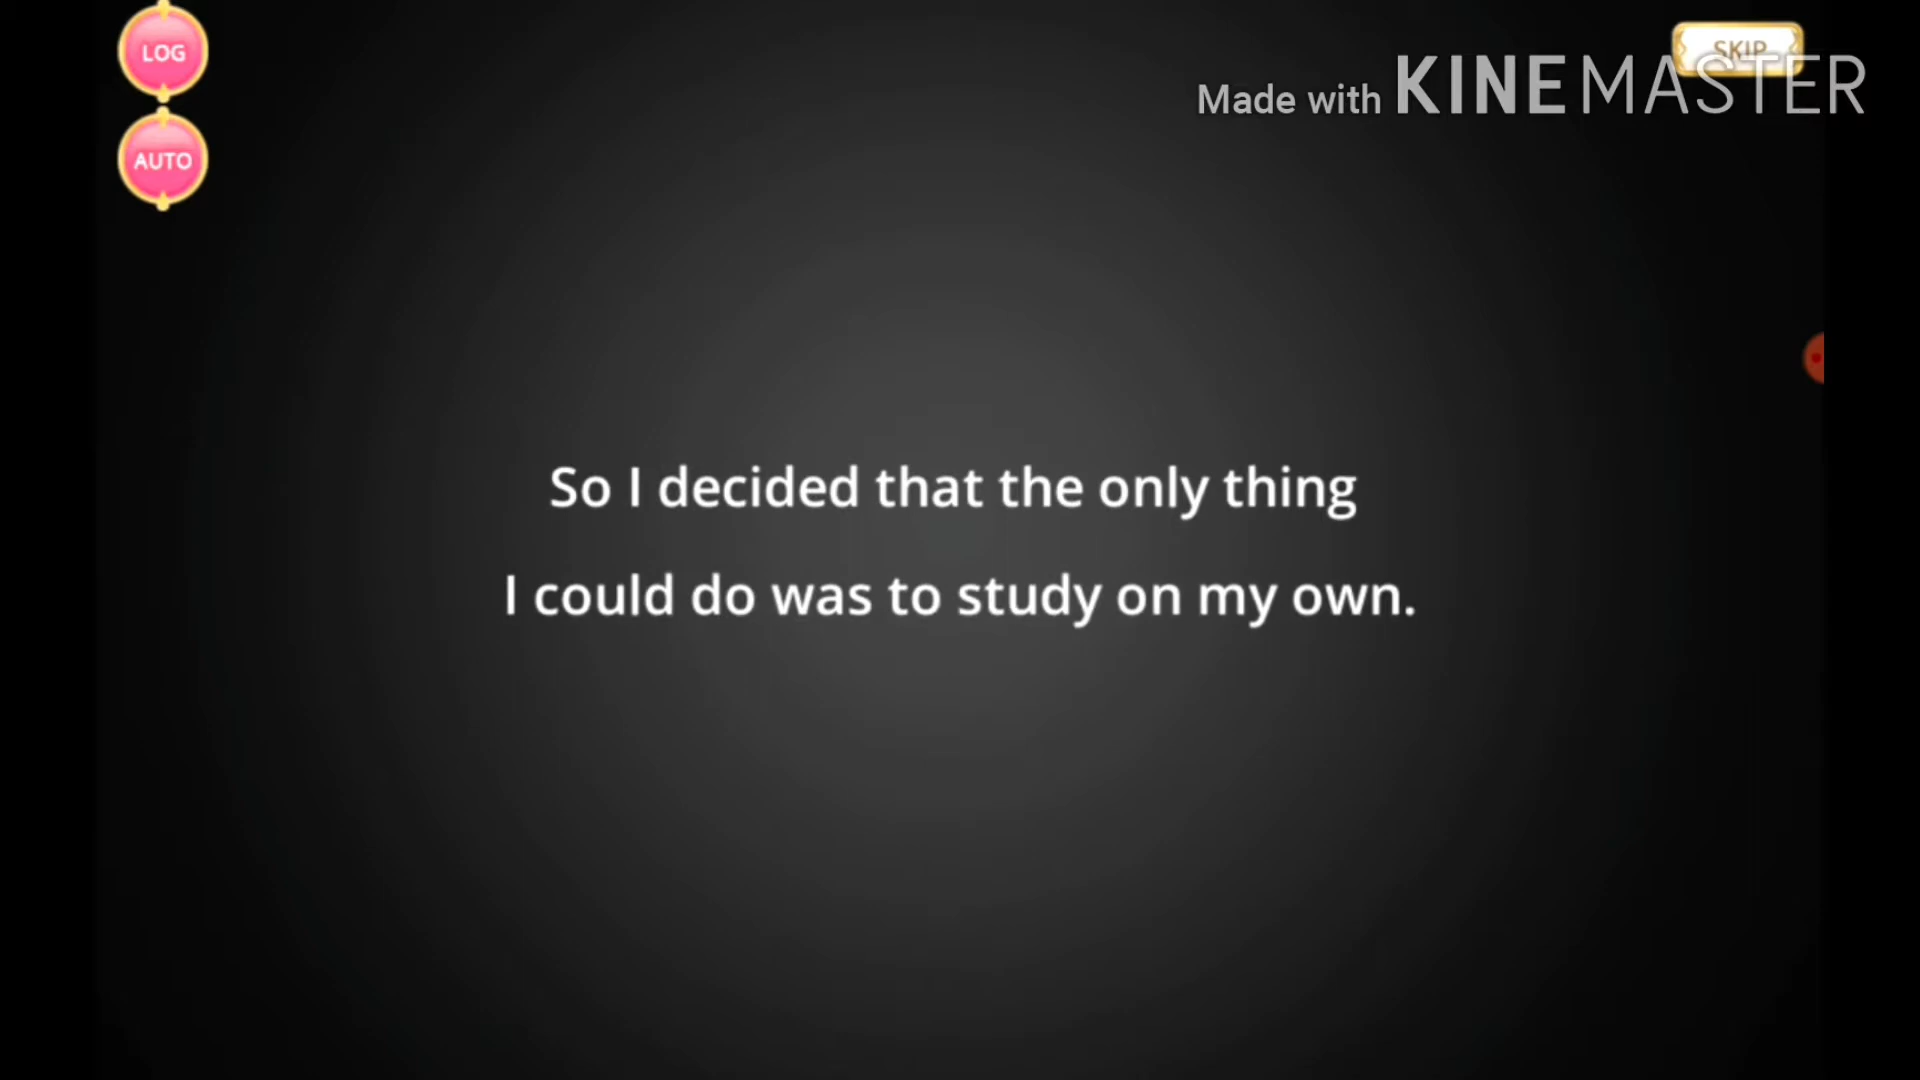 LOG
SKIP
Made with KINEMASTER
AUTO
So I decided that the only thing
I could do was to study on my own.